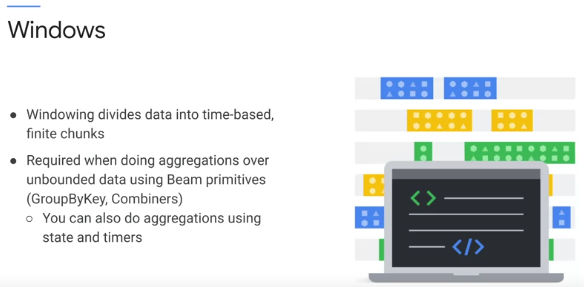 Windows
● Windowing divides data into time-based,
finite chunks
● Required when doing aggregations over
unbounded data using Beam primitives
(GroupByKey, Combiners)
○ You can also do aggregations using
state and timers
< >
</>